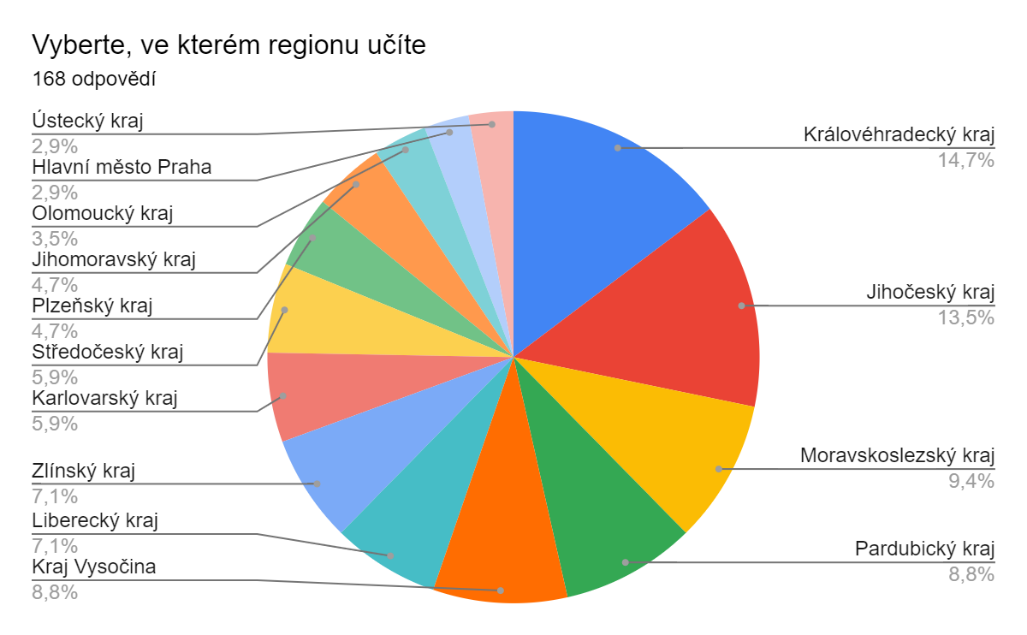 Vyberte, ve kterém regionu učíte
168 odpovědí
Ústecký kraj
2,9%
Hlavní město Praha
2,9%
Olomoucký kraj
3,5%
Jihomoravský kraj
4,7%
Plzeňský kraj
4,7%
Středočeský kraj
5,9%
Karlovarský kraj
5,9%
Zlínský kraj
7,1%
Liberecký kraj
7,1%
Kraj Vysočina
8,8%
Královéhradecký kraj
14,7%
Jihočeský kraj
13,5%
Moravskoslezský kraj
9,4%
Pardubický kraj
8,8%